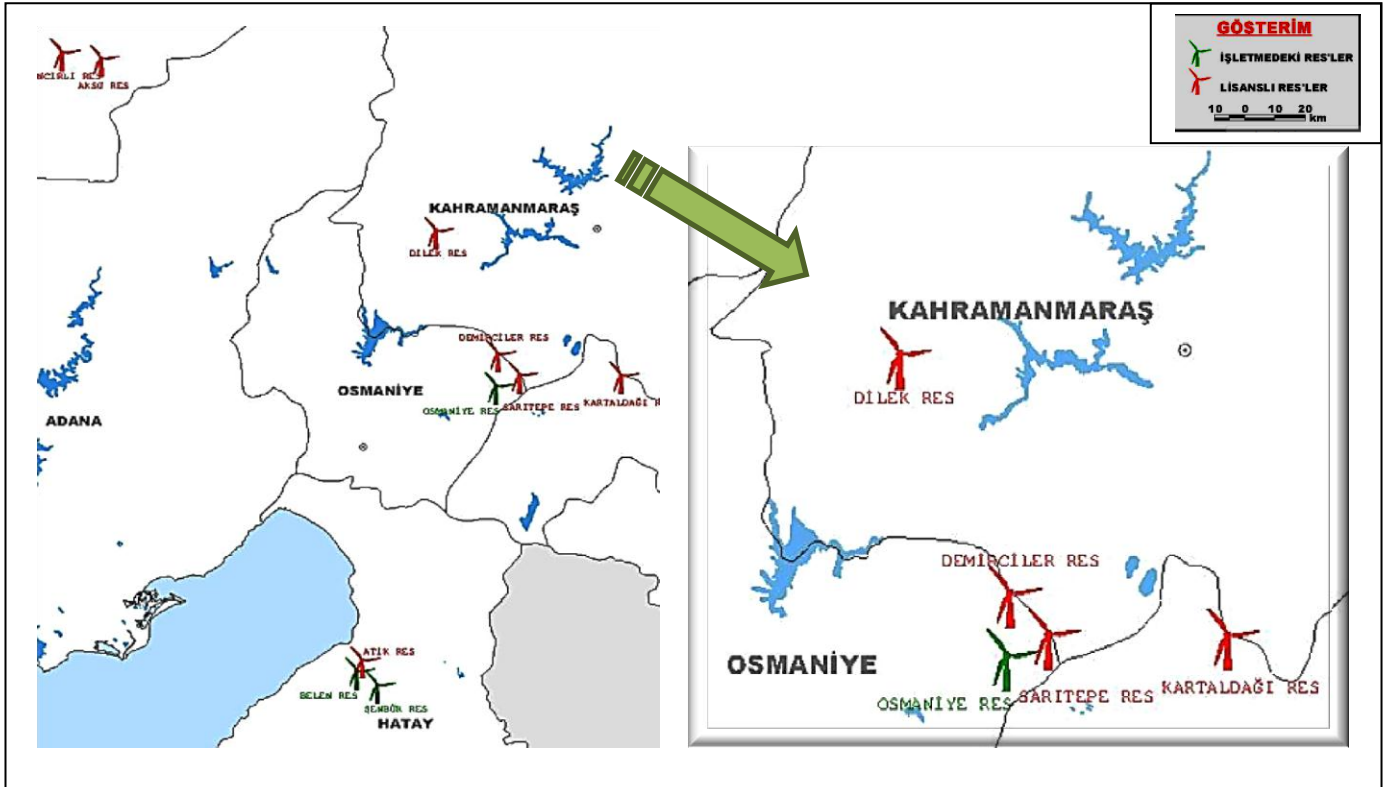 GÖSTERİM
İŞLETMEDEKİ RES'LER
LİSANSLI RES'LER
10 0 10 20 km
AKSU RES
KAHRAMANMARAŞ
DİLEK RES
DEMİRCİLER RES
OSMANİYE
OSMANİYE RES
SARITEPE RES
KARTALDAĞI R
ADANA
ATİK RES
BELEN RES
ŞENBÜK RES
HATAY
KAHRAMANMARAŞ
DİLEK RES
DEMİRCİLER RES
OSMANİYE
OSMANİYE RES
SARITEPE RES
KARTALDAĞI RES